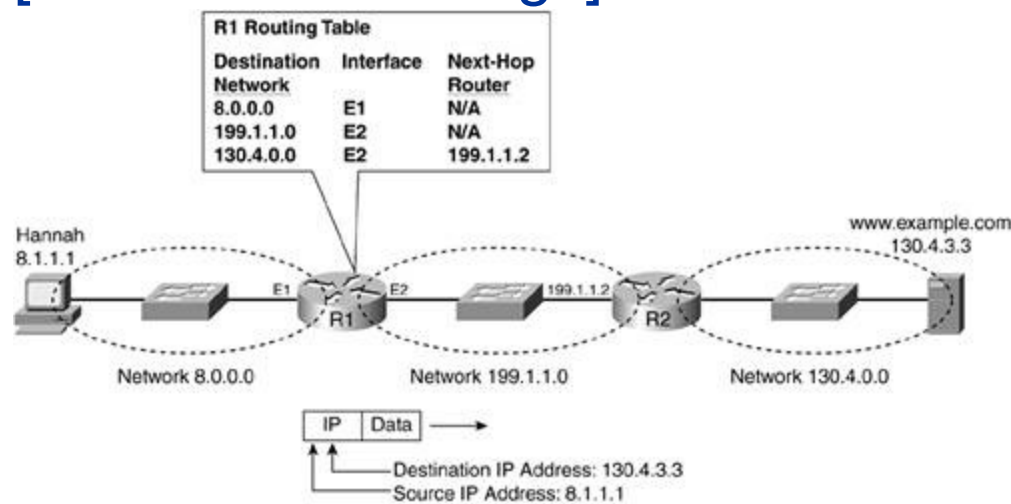 R1 Routing Table
Destination Interface Next-Hop
Network Router
8.0.0.0 E1 N/A
199.1.1.0 E2 N/A
130.4.0.0 E2 199.1.1.2
www.example.com
Hannah 130.4.3.3
8.1.1.1
E1 E2 199.1.1.2
R1 R2
Network 8.0.0.0 Network 199.1.1.0 Network 130.4.0.0
IP Data
Destination IP Address: 130.4.3.3
Source IP Address: 8.1.1.1